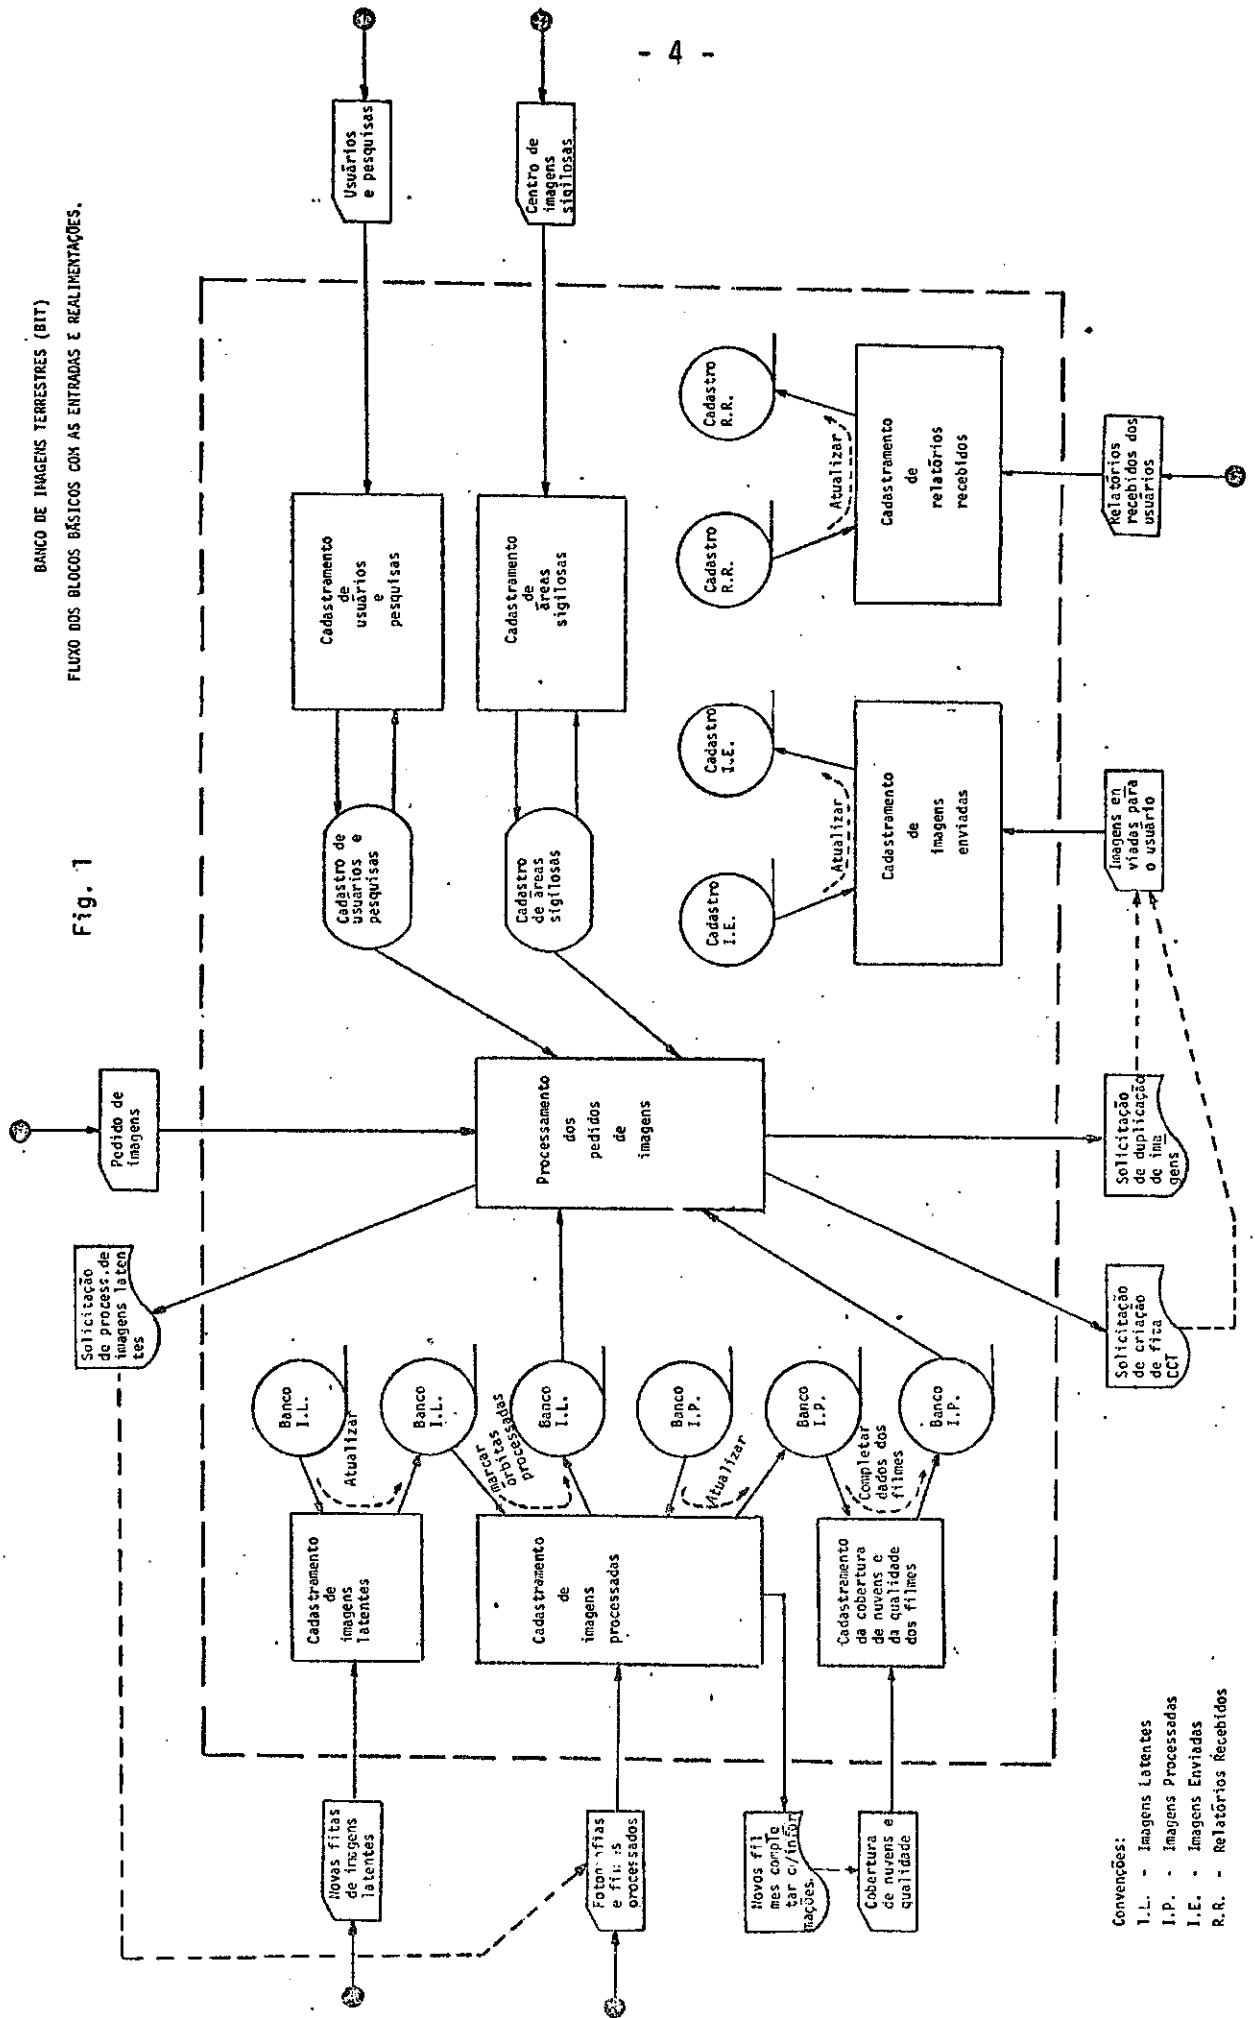 - 4 -
BANCO DE IMAGENS TERRESTRES (BIT)
FLUXO DOS BLOCOS BÁSICOS COM AS ENTRADAS E REALIMENTAÇÕES.
Fig. 1
Usuários
e pesquisas
Centro de
imagens
sigilosas
Cadastramento
de
usuários
e
pesquisas
Cadastramento
de
áreas
sigilosas
Cadastro de
usuarios e
pesquisas
Cadastro
de áreas
sigilosas
Cadastro
R.R.
Atualizar
Cadastro
R.R.
Cadastramento
de
relatórios
recebidos
Relatórios
recebidos dos
usuários
Cadastro
I.E.
Atualizar
Cadastro
I.E.
Cadastramento
de
imagens
enviadas
Imagens en
viadas para
o usuário
Pedido de
imagens
Processamento
dos
pedidos
de
imagens
Solicitação
de process.de
imagens laten
tes
Solicitação
de duplicação
de ima
gens
Solicitação
de criação
de fita
CCT
Banco
I.L.
Atualizar
Banco
I.L.
marcar
órbitas
processadas
Banco
I.L.
Banco
I.P.
Atualizar
Banco
I.P.
Completar
dados dos
filmes
Banco
I.P.
Cadastramento
de
imagens
latentes
Cadastramento
de
imagens
processadas
Cadastramento
da cobertura
de nuvens e
da qualidade
dos filmes
Novas fitas
de imagens
latentes
e
processados
Novos fil
mes comple
tar c/infor
mações.
Cobertura
de nuvens e
qualidade
Convenções:
I.L. - Imagens Latentes
I.P. - Imagens Processadas
I.E. - Imagens Enviadas
R.R. - Relatórios Recebidos